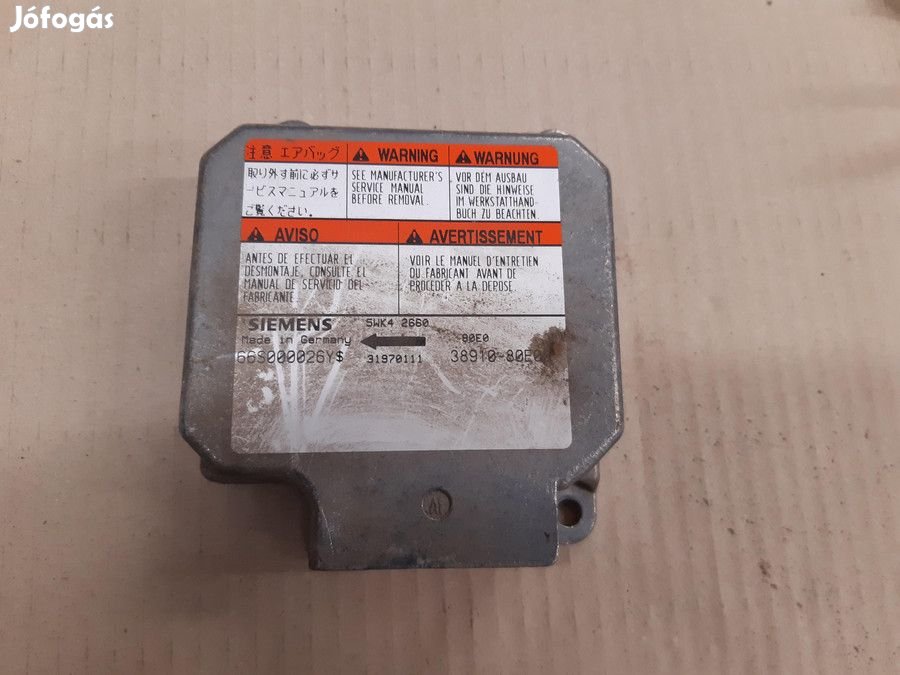 Jófogás
注意 エアバッグ
取り外す前に必ずサ
ービスマニュアルを
ご覧ください。
WARNING
SEE MANUFACTURER'S
SERVICE MANUAL
BEFORE REMOVAL.
WARNUNG
VOR DEM AUSBAU
SIND DIE HINWEISE
IM WERKSTATTHAND-
BUCH ZU BEACHTEN.
AVISO
ANTES DE EFECTUAR EL
DESMONTAJE, CONSULTE EL
MANUAL DE SERVICIO DEL
FABRICANTE
AVERTISSEMENT
VOIR LE MANUEL D'ENTRETIEN
OU FABRICANT AVANT DE
PROCEDER A LA DEPOSE.
SIEMENS 5WK4 2660
Made in Germany 80E0
66S000026Y$ 31970111 38910-80E0